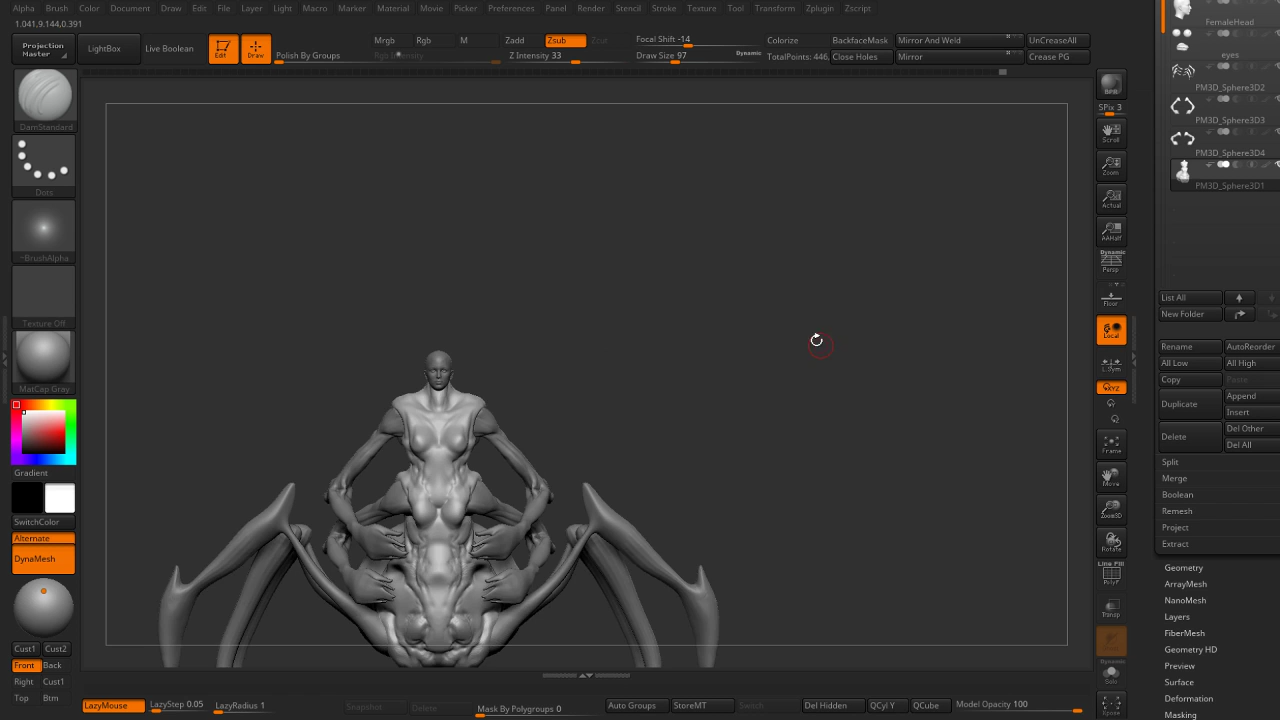 Alpha Brush Color Document Draw Edit File Layer Light Macro Marker Material Movie Picker Preferences Panel Render Stencil Stroke Texture Tool Transform Zplugin Zscript
1.041,9.144,0.391
Projection Master
LightBox
Live Boolean
Edit
Draw
Polish By Groups
Mrgb Rgb M
Rgb Intensity
Zadd Zsub Zcut
Z Intensity 33
Focal Shift -14
Draw Size 97
Dynamic
Colorize
TotalPoints: 446,
BackfaceMask
Close Holes
Mirror And Weld
Mirror
UnCreaseAll
Crease PG
DamStandard
Dots
~BrushAlpha
Texture Off
MatCap Gray
Gradient
SwitchColor
Alternate
DynaMesh
Cust1 Cust2
Front Back
Right Cust1
Top Btm
BPR
SPix 3
Scroll
Zoom
Actual
AAHalf
Dynamic
Persp
Floor
Local
L.Sym
Frame
Move
Zoom3D
Rotate
Line Fill
PolyF
Transp
Dynamic
Solo
Xpose
FemaleHead
eyes
PM3D_Sphere3D2
PM3D_Sphere3D3
PM3D_Sphere3D4
PM3D_Sphere3D1
List All
New Folder
Rename AutoReorder
All Low All High
Copy Paste
Duplicate
Append
Insert
Delete
Del Other
Del All
Split
Merge
Boolean
Remesh
Project
Extract
Geometry
ArrayMesh
NanoMesh
Layers
FiberMesh
Geometry HD
Preview
Surface
Deformation
Masking
LazyMouse
LazyStep 0.05
LazyRadius 1
Snapshot
Delete
Mask By Polygroups 0
Auto Groups
StoreMT
Switch
Del Hidden
QCyl Y
QCube
Model Opacity 100